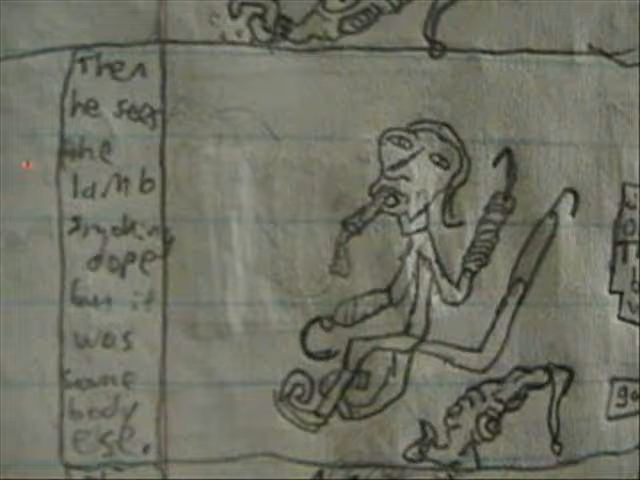 Then
he sees
the
lamb
smoking
dope
but it
was
some
body
ese.